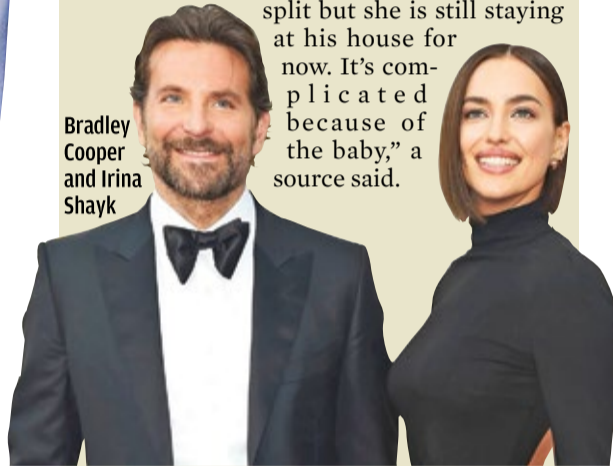 split but she is still staying
at his house for
now. It’s com-
plicated
because of
the baby,” a
source said.
Bradley
Cooper
and Irina
Shayk